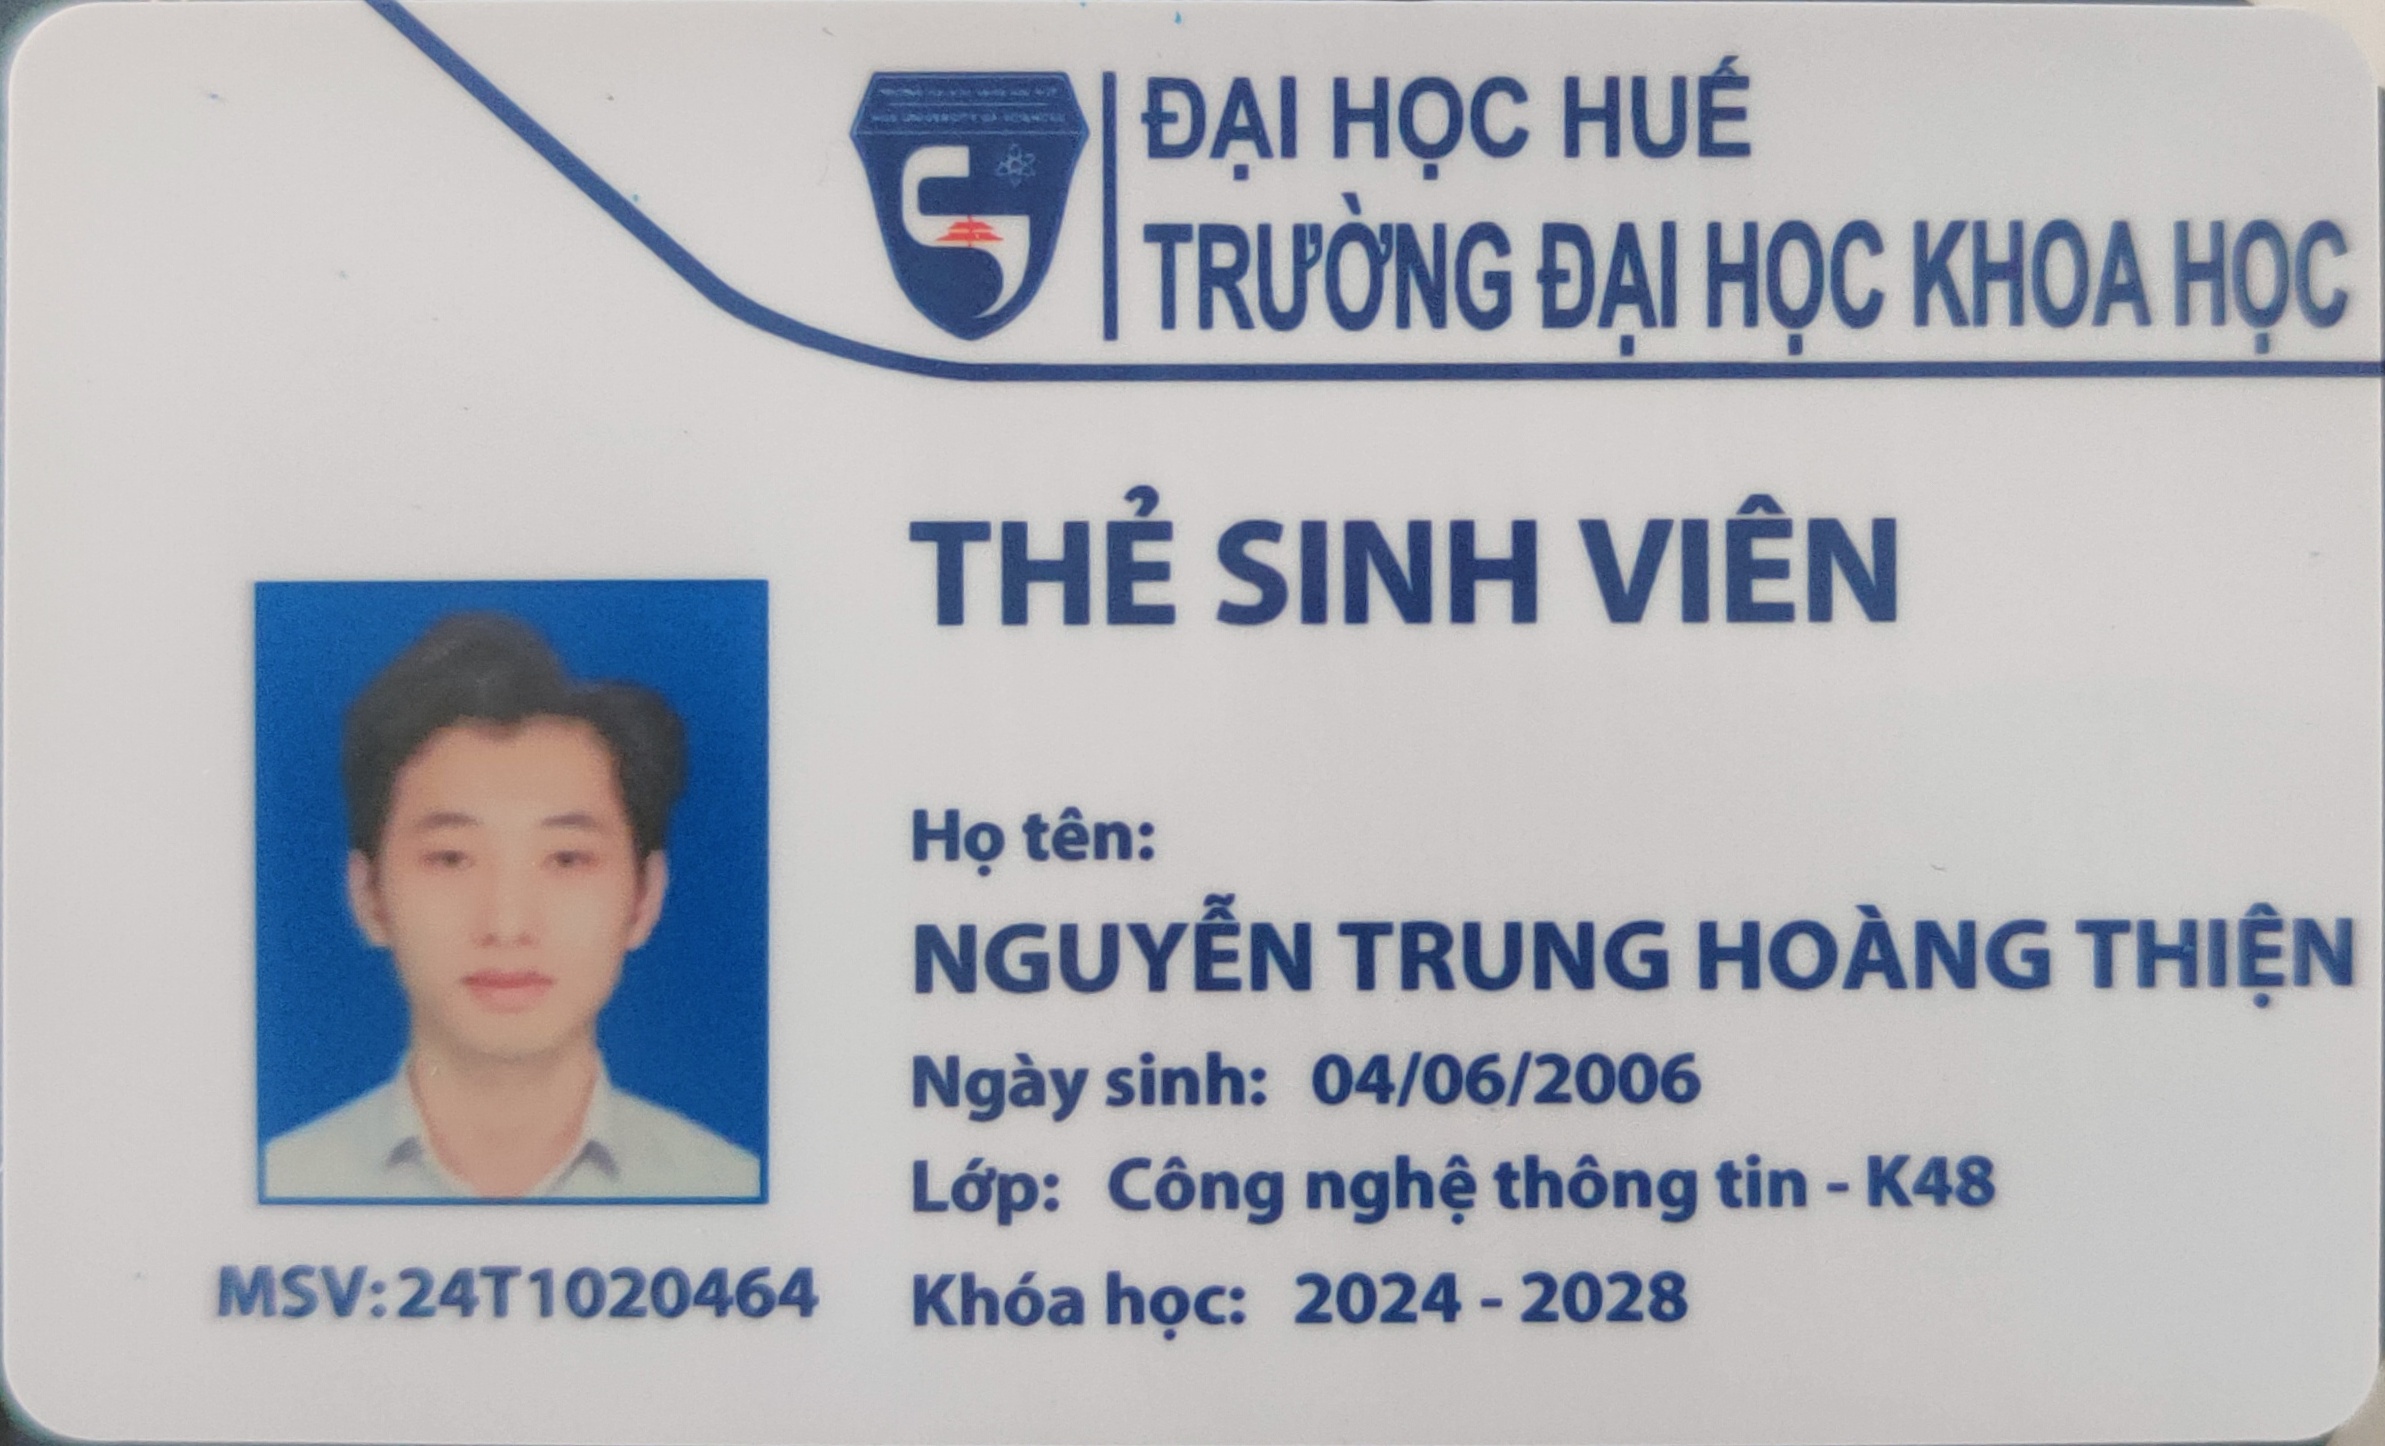 ĐẠI HỌC HUẾ
TRƯỜNG ĐẠI HỌC KHOA HỌC
THẺ SINH VIÊN
Họ tên:
NGUYỄN TRUNG HOÀNG THIỆN
Ngày sinh: 04/06/2006
Lớp: Công nghệ thông tin - K48
MSV:24T1020464
Khóa học: 2024 - 2028